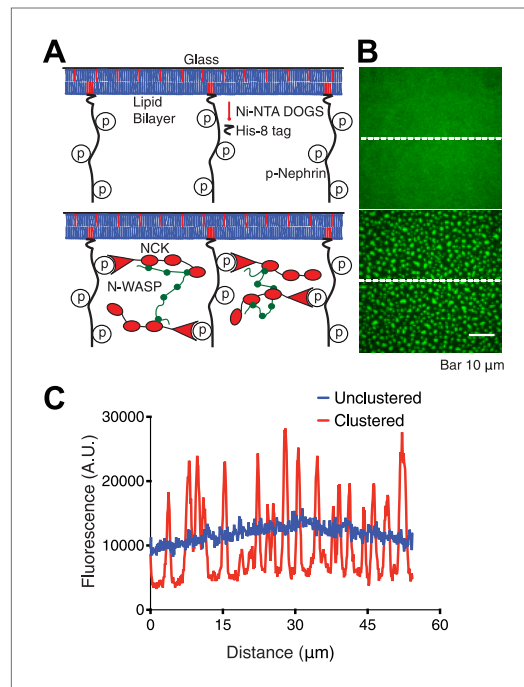 A
B
Glass
Lipid
Bilayer
Ni-NTA DOGS
His-8 tag
p p p
p-Nephrin
p p p
p p p
NCK
N-WASP
p p p
p p p
p p p
Bar 10 µm
C
Unclustered
Clustered
Fluorescence (A.U.)
30000
20000
10000
0
0 15 30 45 60
Distance (µm)